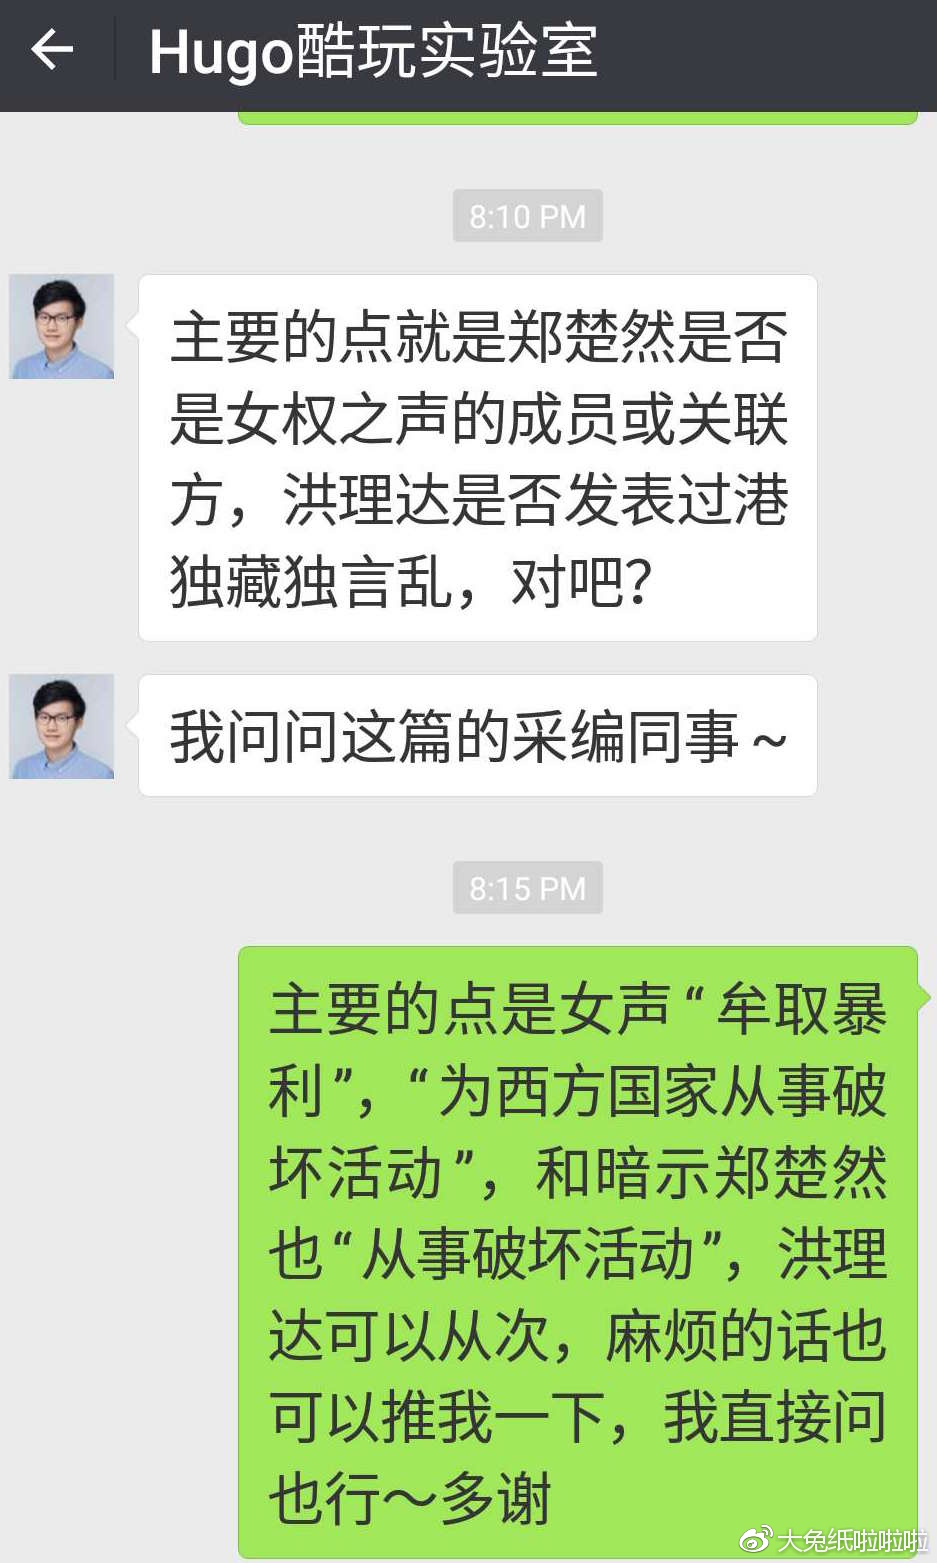 Hugo酷玩实验室
8:10 PM
主要的点就是郑楚然是否
是女权之声的成员或关联
方，洪理达是否发表过港
独藏独言乱，对吧？
我问问这篇的采编同事～
8:15 PM
主要的点是女声“牟取暴
利”，“为西方国家从事破
坏活动”，和暗示郑楚然
也“从事破坏活动”，洪理
达可以从次，麻烦的话也
可以推我一下，我直接问
也行～多谢
大兔纸啦啦啦